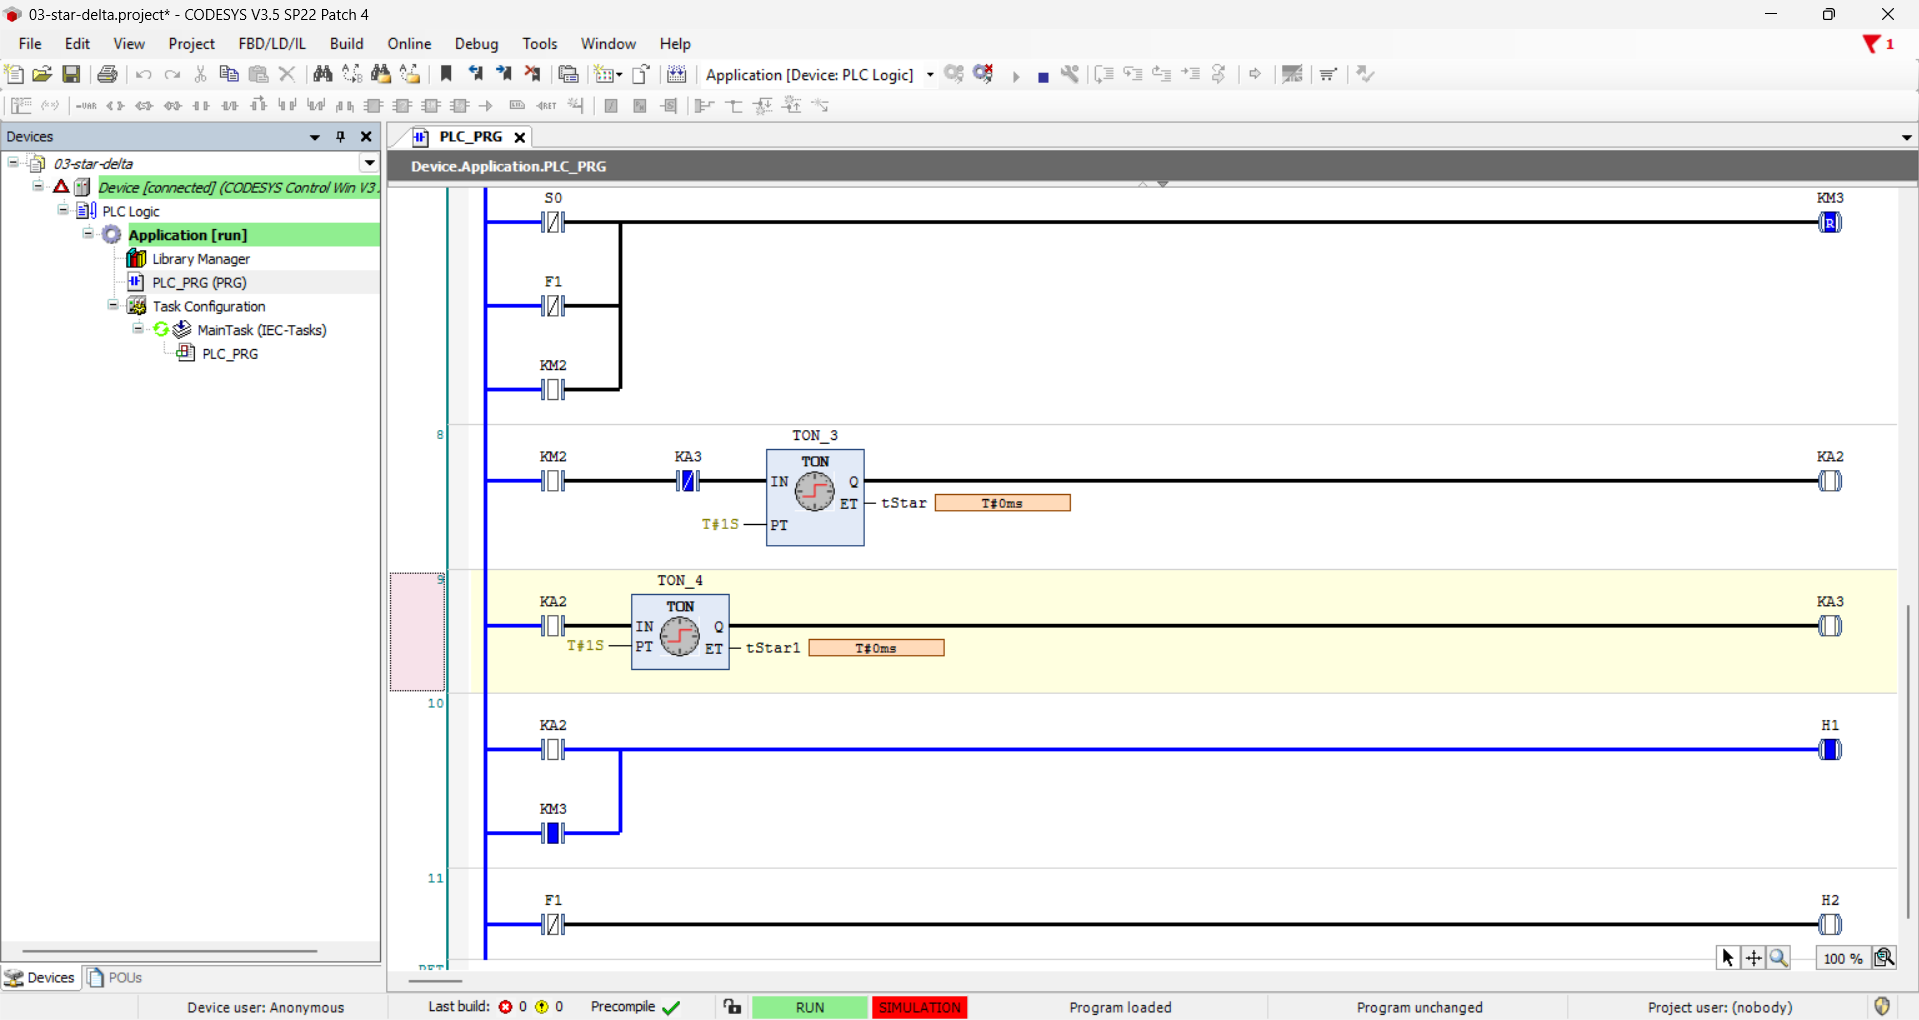 03-star-delta.project* - CODESYS V3.5 SP22 Patch 4
File Edit View Project FBD/LD/IL Build Online Debug Tools Window Help
1
Application [Device: PLC Logic]
Devices
PLC_PRG
03-star-delta
Device.Application.PLC_PRG
Device [connected] (CODESYS Control Win V3.
PLC Logic
Application [run]
Library Manager
PLC_PRG (PRG)
Task Configuration
MainTask (IEC-Tasks)
PLC_PRG
S0
KM3
R
F1
KM2
8
TON_3
KM2
KA3
TON
KA2
IN
Q
ET
tStar
T#0ms
T#1S
PT
9
TON_4
KA2
TON
KA3
IN
Q
T#1S
PT
ET
tStar1
T#0ms
10
KA2
H1
KM3
11
F1
H2
100 %
RET
Devices
POUs
Device user: Anonymous
Last build: 0 0
Precompile
RUN
SIMULATION
Program loaded
Program unchanged
Project user: (nobody)